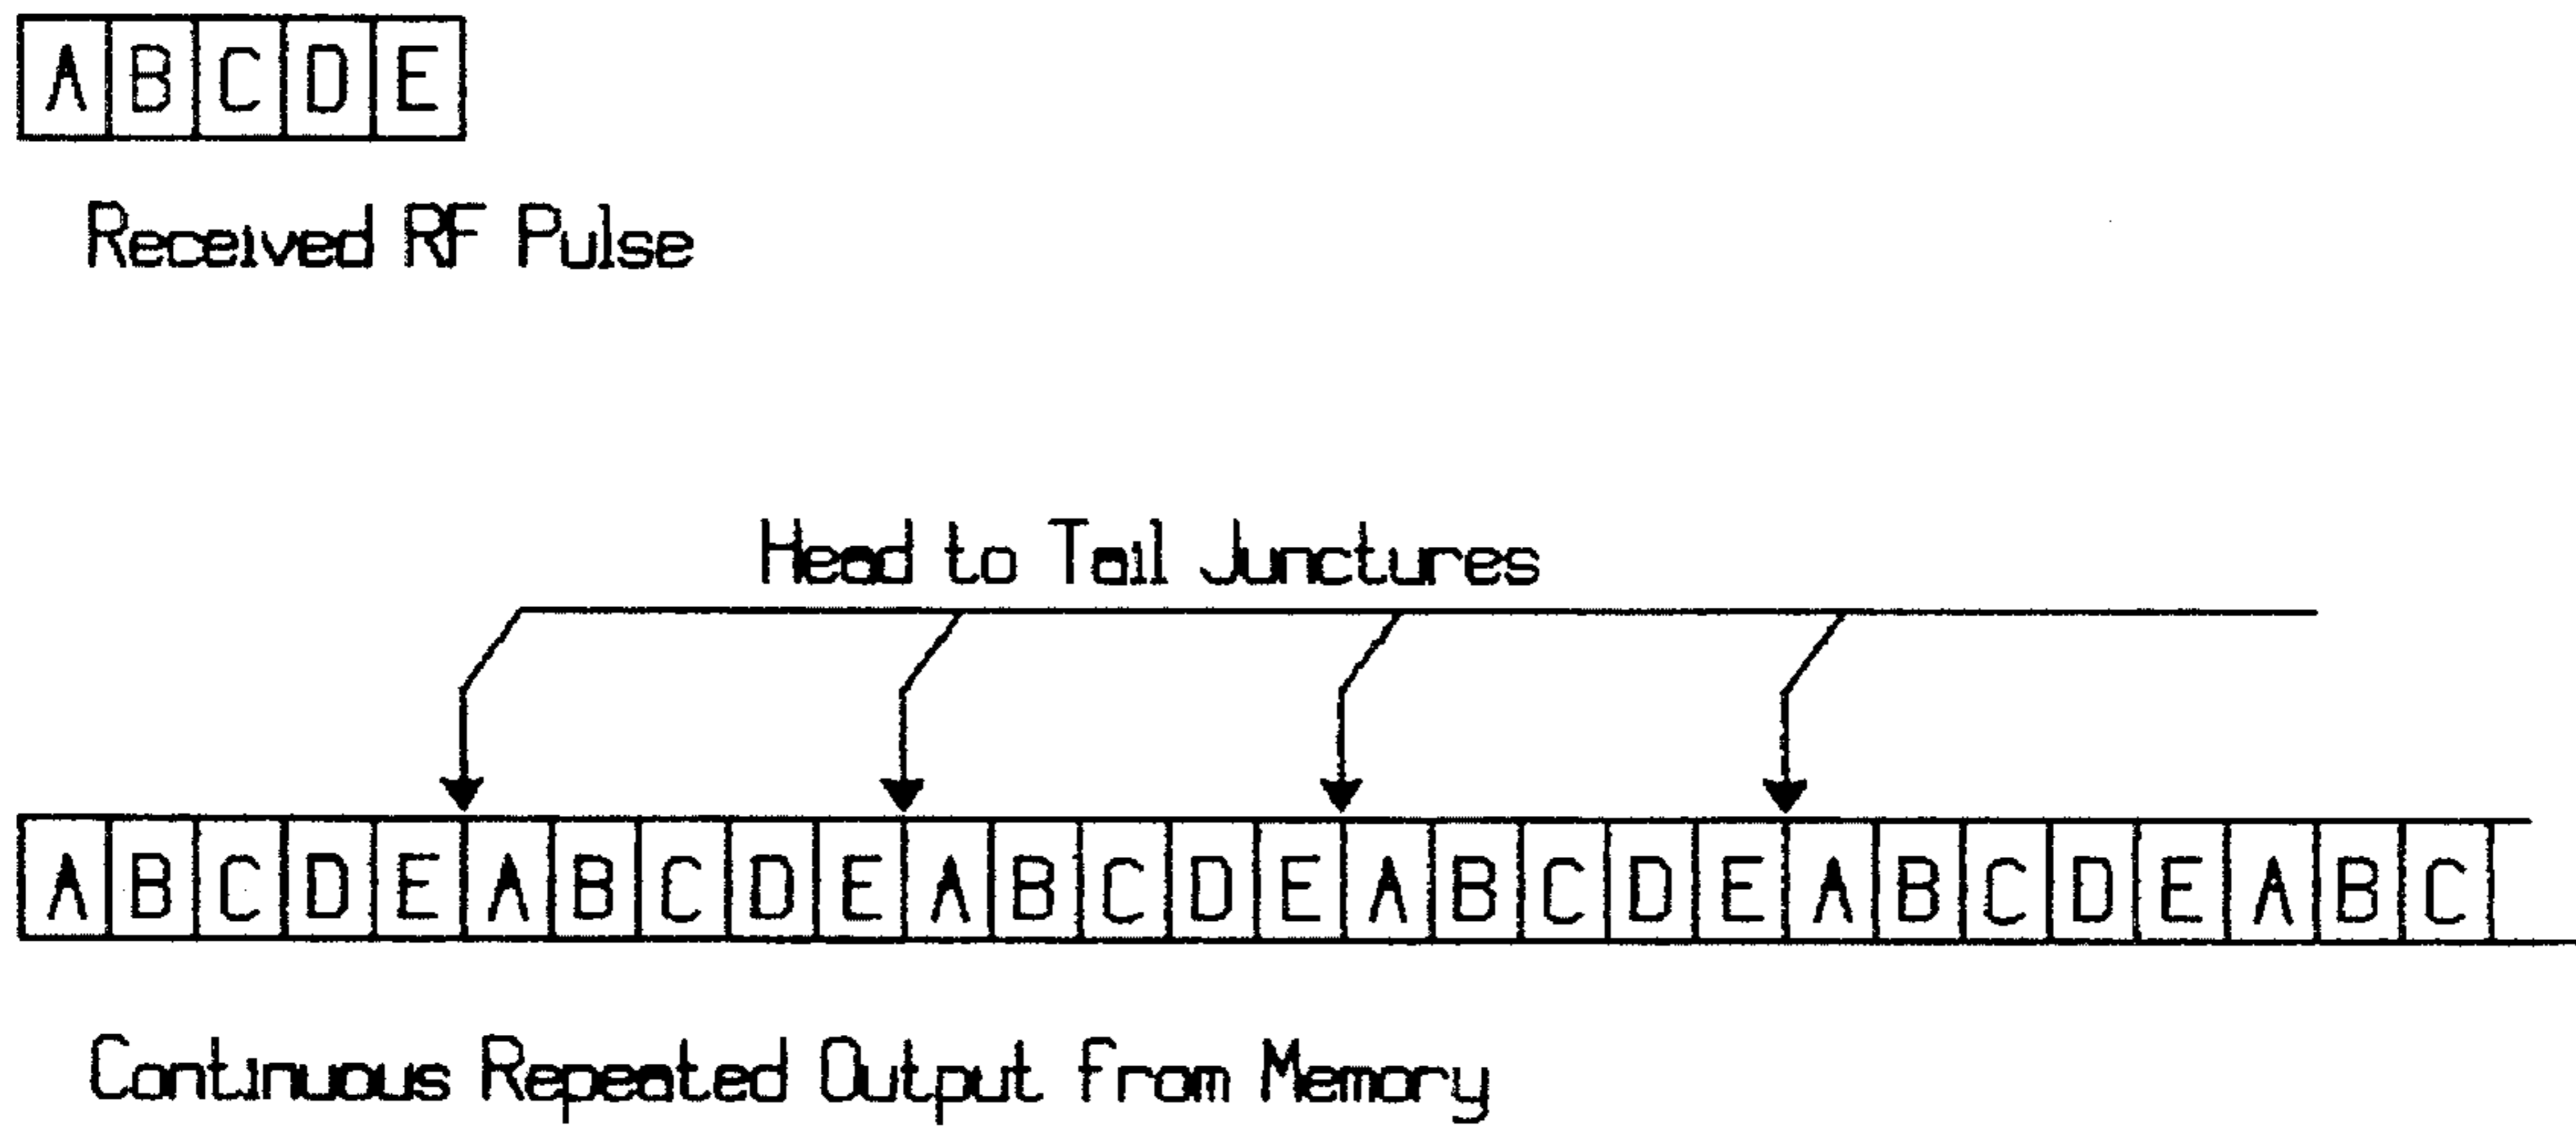 A B C D E
Received RF Pulse
Head to Tail Junctures
A B C D E A B C D E A B C D E A B C D E A B C D E A B C
Continuous Repeated Output from Memory